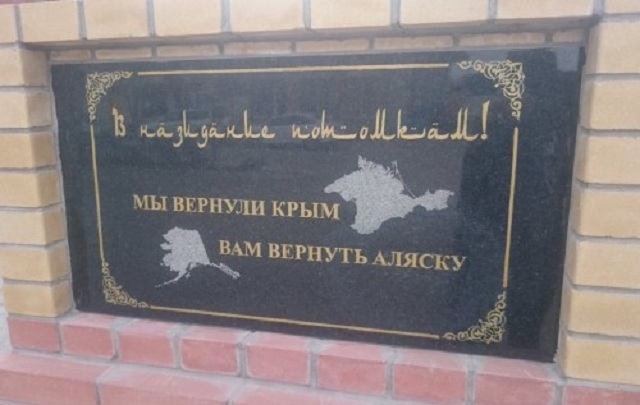 В назидание потомкам!
МЫ ВЕРНУЛИ КРЫМ
ВАМ ВЕРНУТЬ АЛЯСКУ